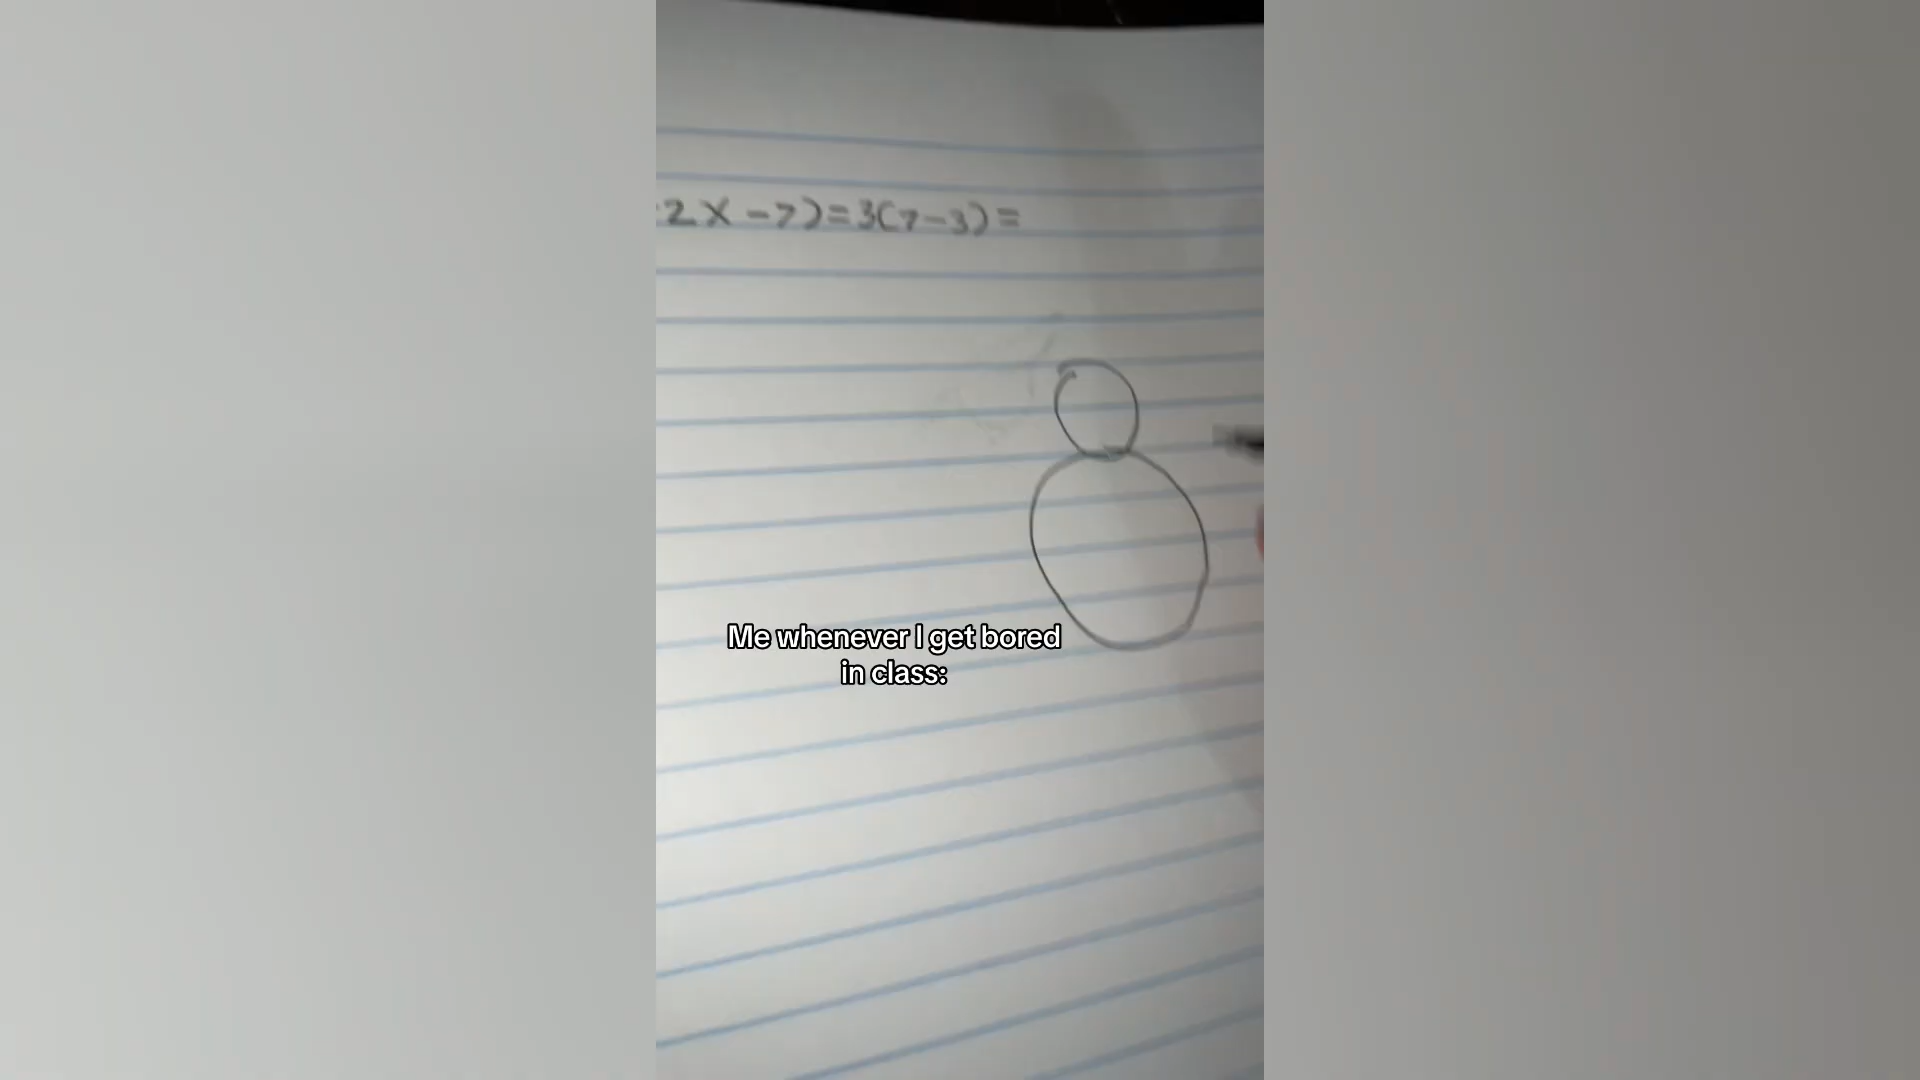 2x-7)=3(7-3)=
Me whenever I get bored
in class: